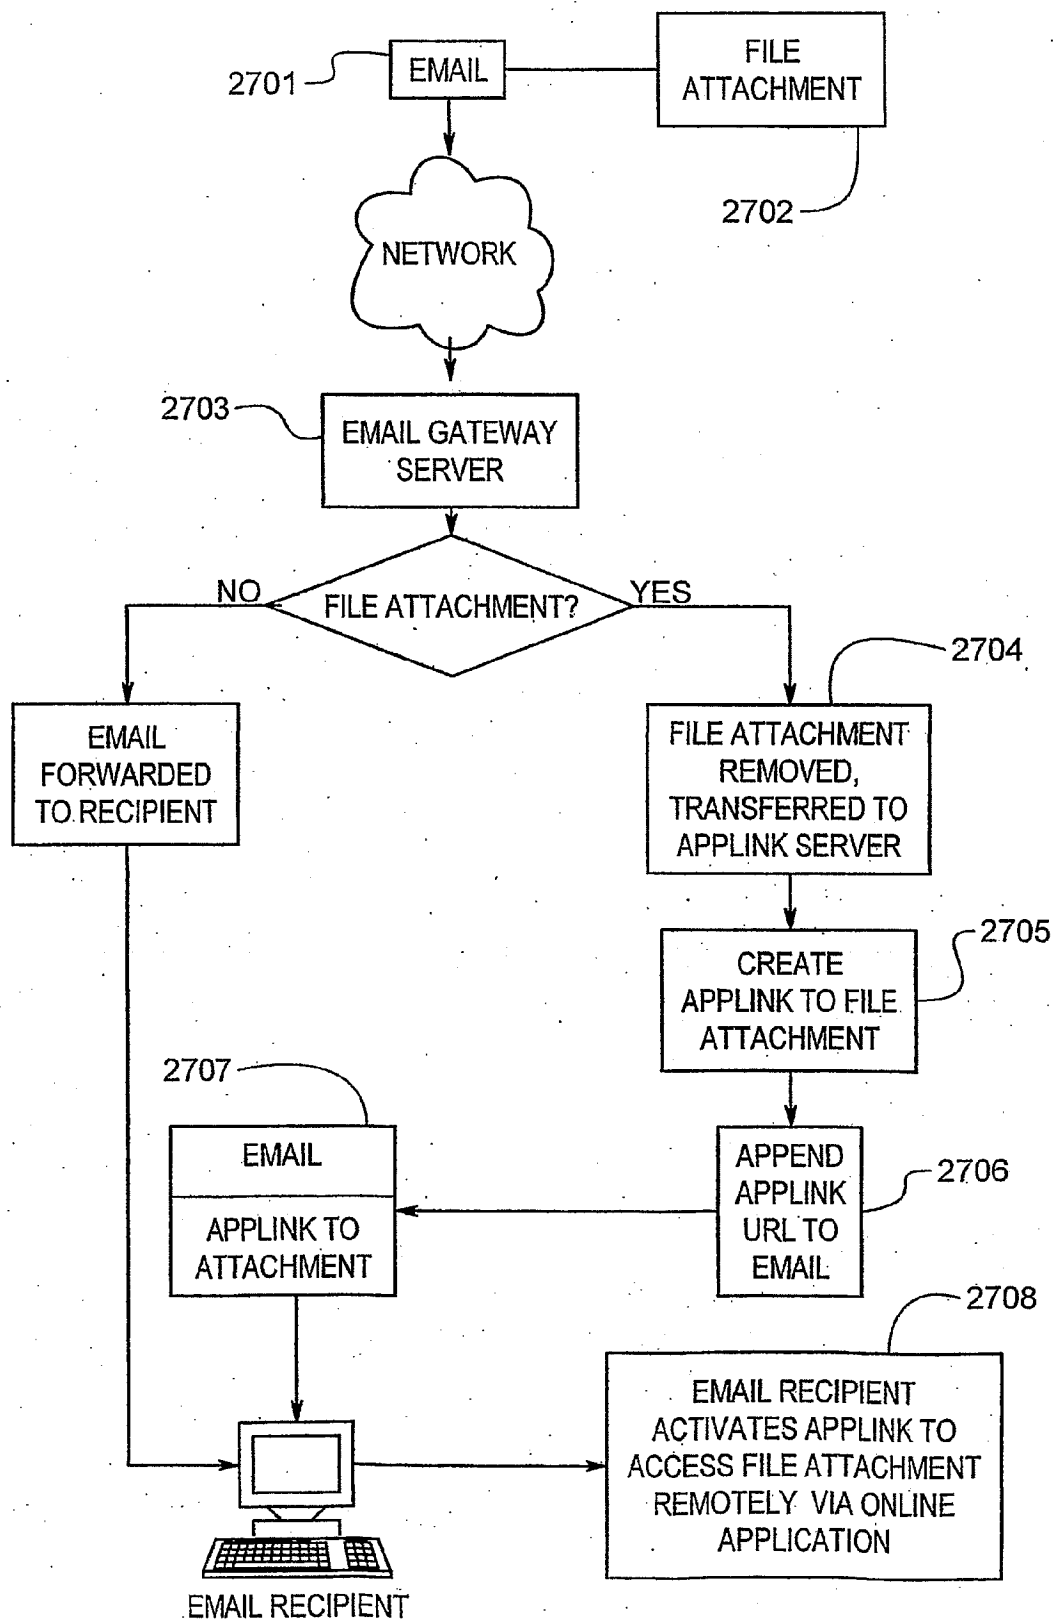 2701
EMAIL
FILE
ATTACHMENT
2702
NETWORK
2703
EMAIL GATEWAY
SERVER
NO
FILE ATTACHMENT?
YES
2704
EMAIL
FORWARDED
TO RECIPIENT
FILE ATTACHMENT
REMOVED,
TRANSFERRED TO
APPLINK SERVER
2705
CREATE
APPLINK TO FILE
ATTACHMENT
2707
EMAIL
APPLINK TO
ATTACHMENT
APPEND
APPLINK
URL TO
EMAIL
2706
2708
EMAIL RECIPIENT
ACTIVATES APPLINK TO
ACCESS FILE ATTACHMENT
REMOTELY VIA ONLINE
APPLICATION
EMAIL RECIPIENT